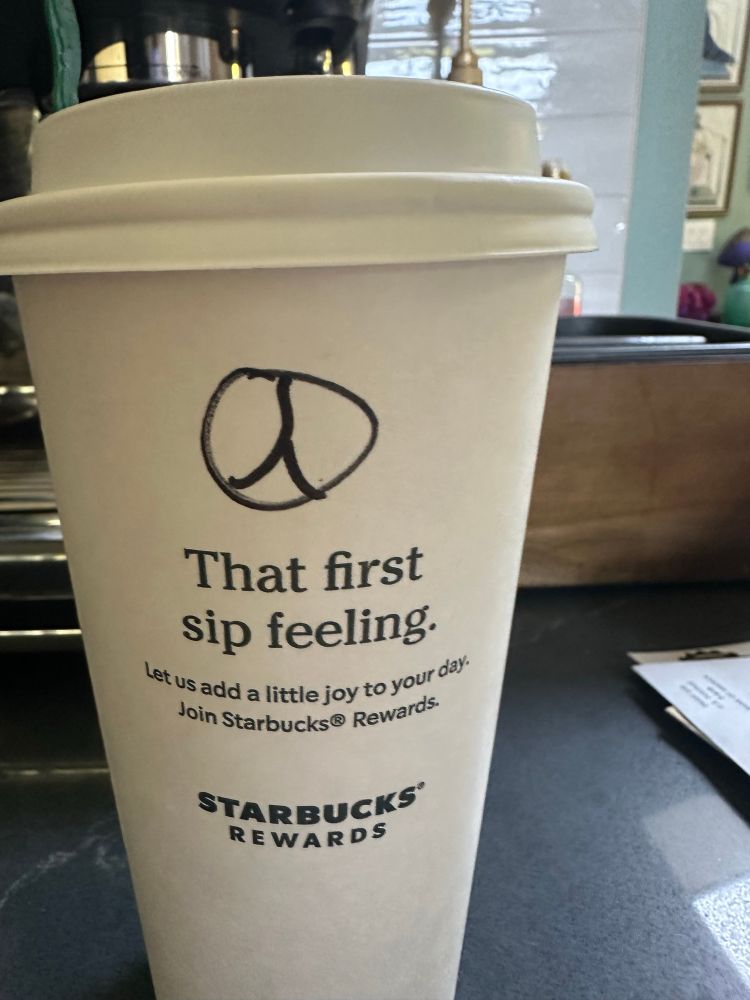 That first
sip feeling.
Let us add a little joy to your day.
Join Starbucks® Rewards.
STARBUCKS®
REWARDS